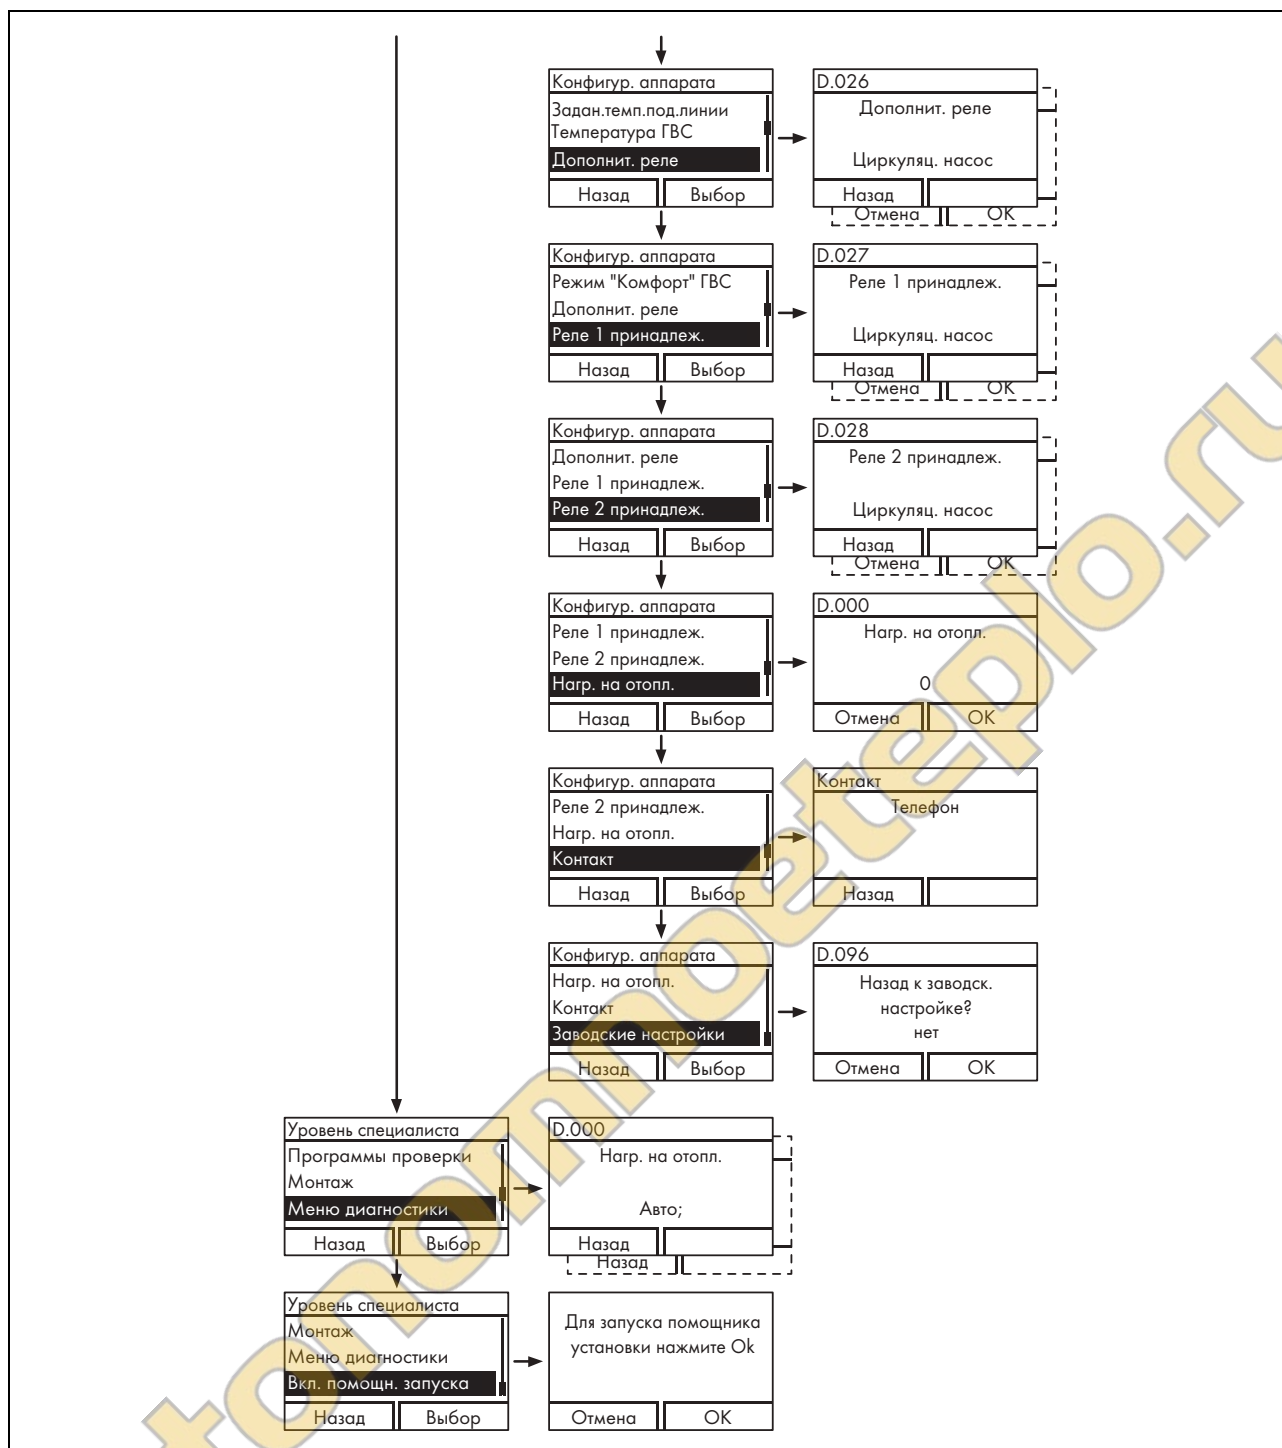 Конфигур. аппарата
Задан.темп.под.линии
Температура ГВС
Дополнит. реле
Назад
Выбор
D.026
Дополнит. реле
Циркуляц. насос
Назад
Отмена
OK
Конфигур. аппарата
Режим "Комфорт" ГВС
Дополнит. реле
Реле 1 принадлеж.
Назад
Выбор
D.027
Реле 1 принадлеж.
Циркуляц. насос
Назад
Отмена
OK
Конфигур. аппарата
Дополнит. реле
Реле 1 принадлеж.
Реле 2 принадлеж.
Назад
Выбор
D.028
Реле 2 принадлеж.
Циркуляц. насос
Назад
Отмена
OK
Конфигур. аппарата
Реле 1 принадлеж.
Реле 2 принадлеж.
Нагр. на отопл.
Назад
Выбор
D.000
Нагр. на отопл.
0
Отмена
OK
Конфигур. аппарата
Реле 2 принадлеж.
Нагр. на отопл.
Контакт
Назад
Выбор
Контакт
Телефон
Назад
Конфигур. аппарата
Нагр. на отопл.
Контакт
Заводские настройки
Назад
Выбор
D.096
Назад к заводск.
настройке?
нет
Отмена
OK
Уровень специалиста
Программы проверки
Монтаж
Меню диагностики
Назад
Выбор
D.000
Нагр. на отопл.
Авто;
Назад
Назад
Уровень специалиста
Монтаж
Меню диагностики
Вкл. помощн. запуска
Назад
Выбор
Для запуска помощника
установки нажмите Ok
Отмена
OK
tonomnoeteplo.ru